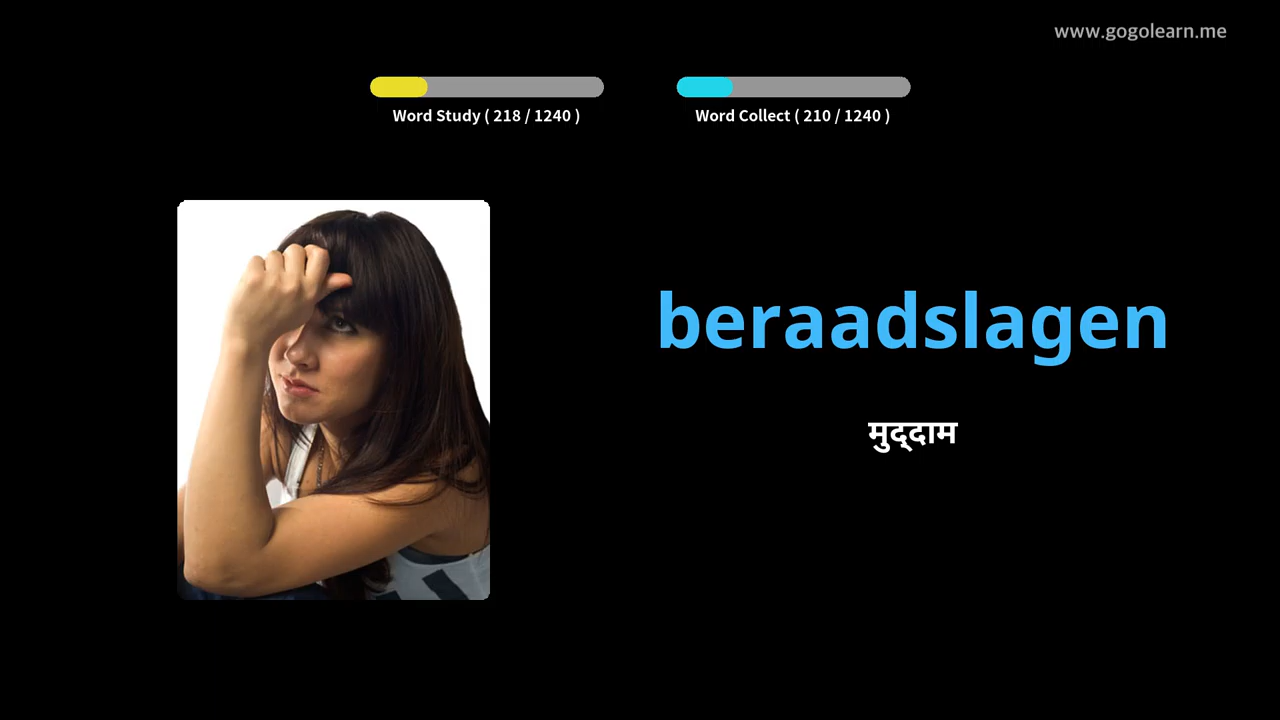 www.gogolearn.me
Word Study ( 218 / 1240 )
Word Collect ( 210 / 1240 )
beraadslagen
मुद्दाम